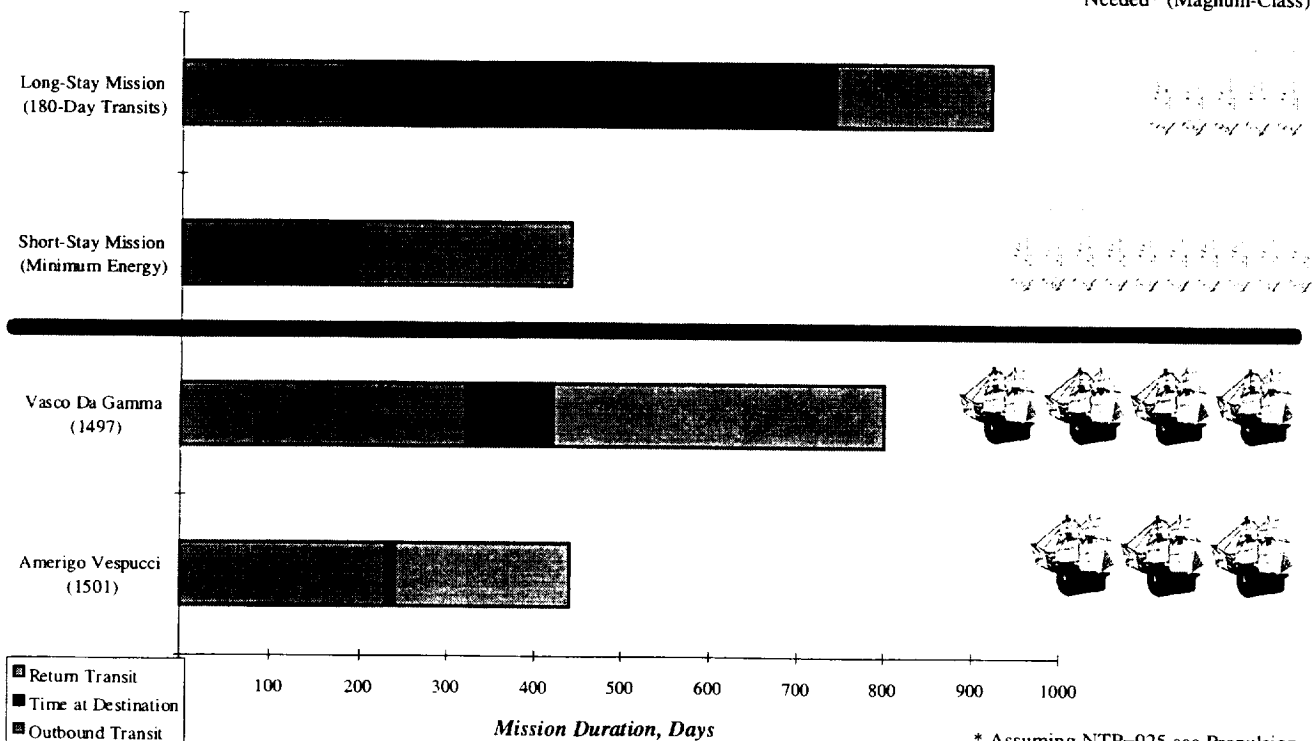 Needed* (Magnum-Class)
Long-Stay Mission
(180-Day Transits)
Short-Stay Mission
(Minimum Energy)
Vasco Da Gamma
(1497)
Amerigo Vespucci
(1501)
Return Transit
Time at Destination
Outbound Transit
100 200 300 400 500 600 700 800 900 1000
Mission Duration, Days
* Assuming NTP=925 sec Propulsion